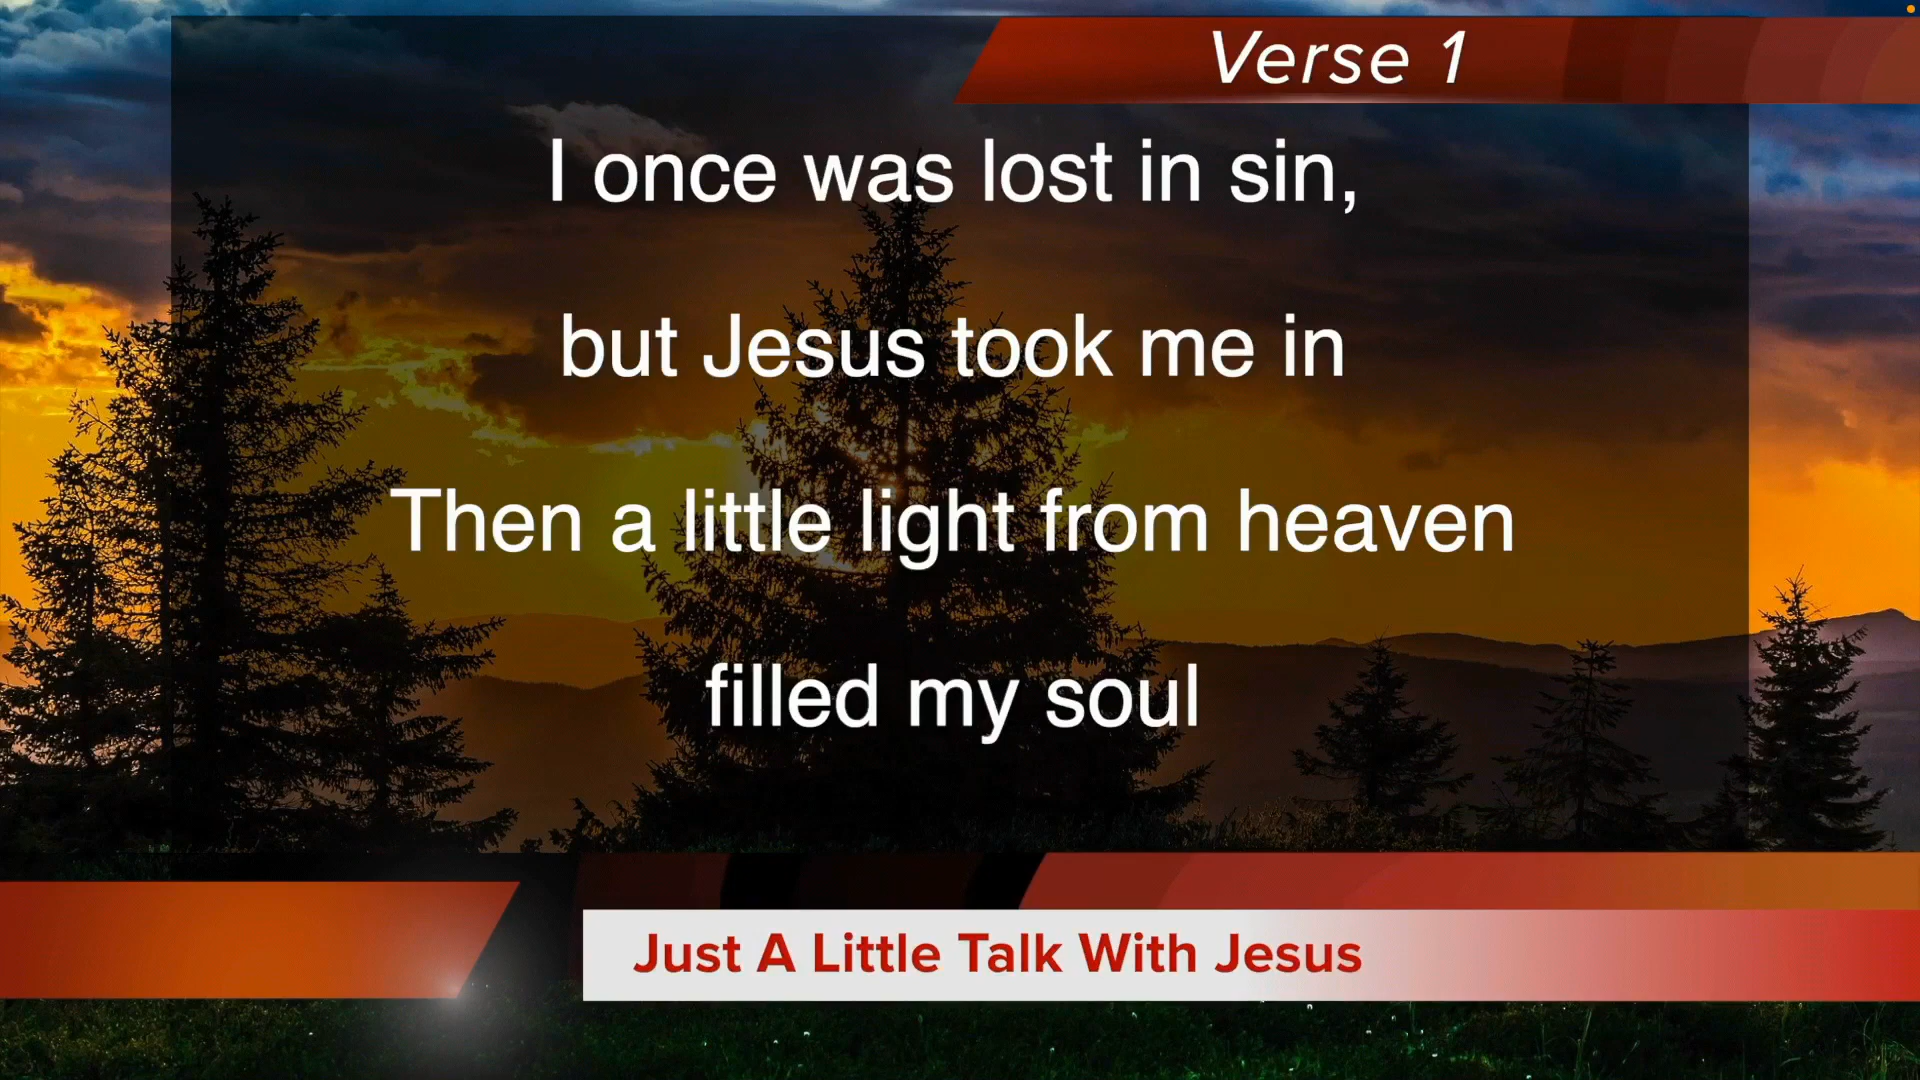 Verse 1
I once was lost in sin,
but Jesus took me in
Then a little light from heaven
filled my soul
Just A Little Talk With Jesus